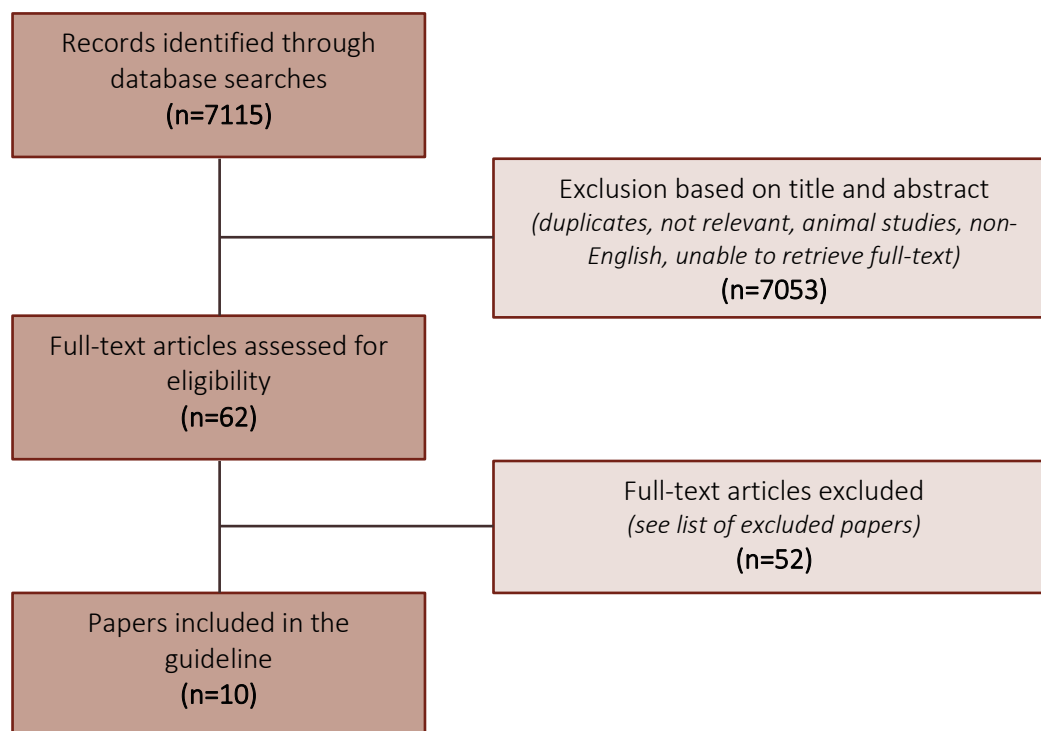 Records identified through
database searches
(n=7115)
Exclusion based on title and abstract
(duplicates, not relevant, animal studies, non-
English, unable to retrieve full-text)
(n=7053)
Full-text articles assessed for
eligibility
(n=62)
Full-text articles excluded
(see list of excluded papers)
(n=52)
Papers included in the
guideline
(n=10)